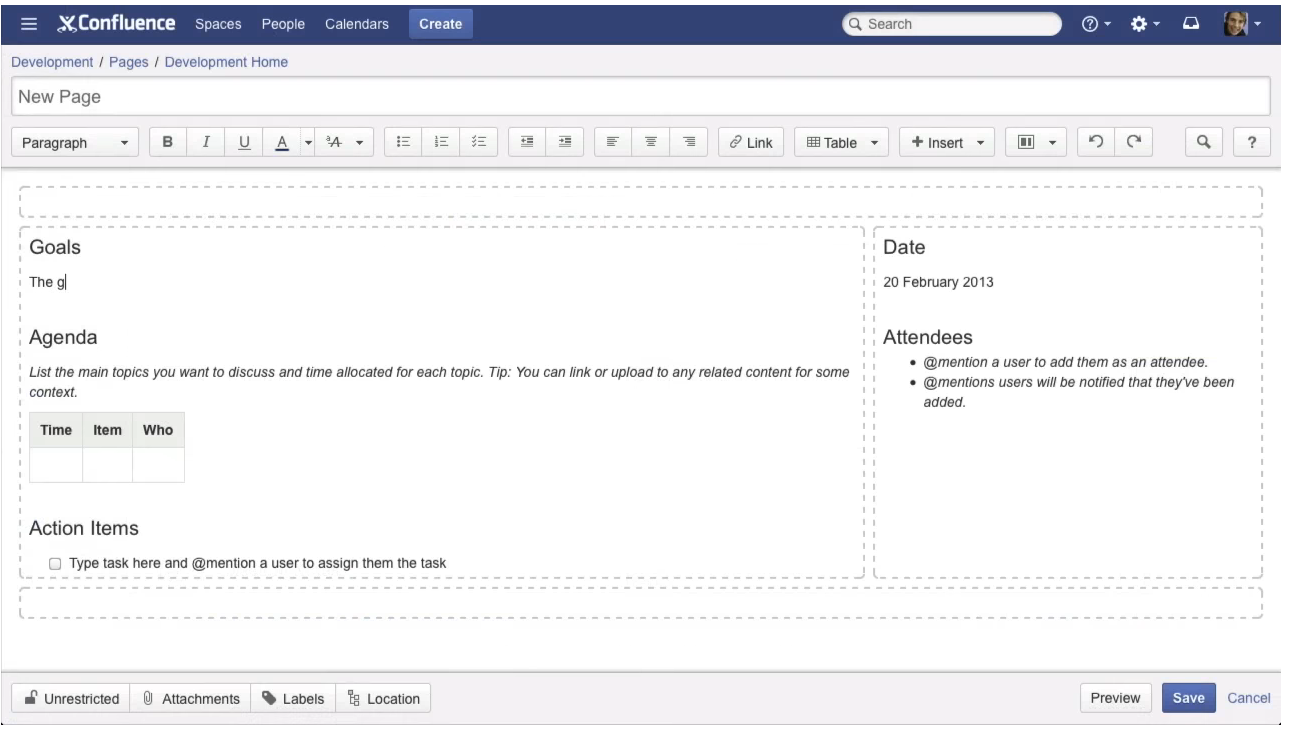 Confluence Spaces People Calendars Create Search
Development / Pages / Development Home
New Page
Paragraph B I U A A Link Table Insert ?
Goals
The g
Agenda
List the main topics you want to discuss and time allocated for each topic. Tip: You can link or upload to any related content for some
context.
Time Item Who
Action Items
Type task here and @mention a user to assign them the task
Date
20 February 2013
Attendees
@mention a user to add them as an attendee.
@mentions users will be notified that they've been
added.
Unrestricted Attachments Labels Location Preview Save Cancel